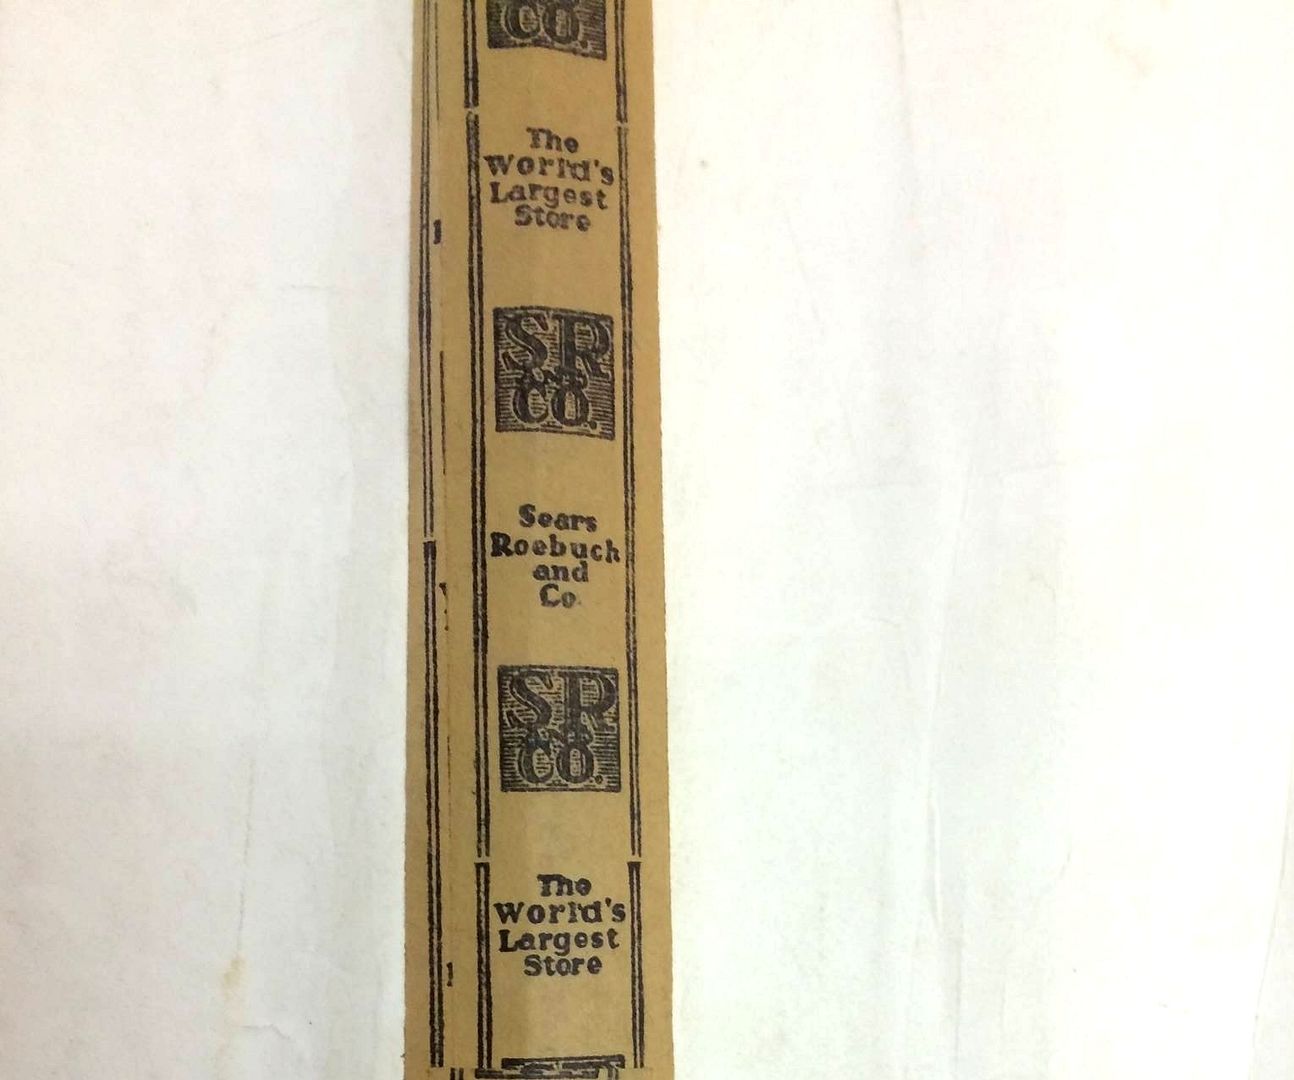 CO.
The
World's
Largest
Store
SR
CO.
Sears
Roebuck
and
Co.
SR
CO.
The
World's
Largest
Store